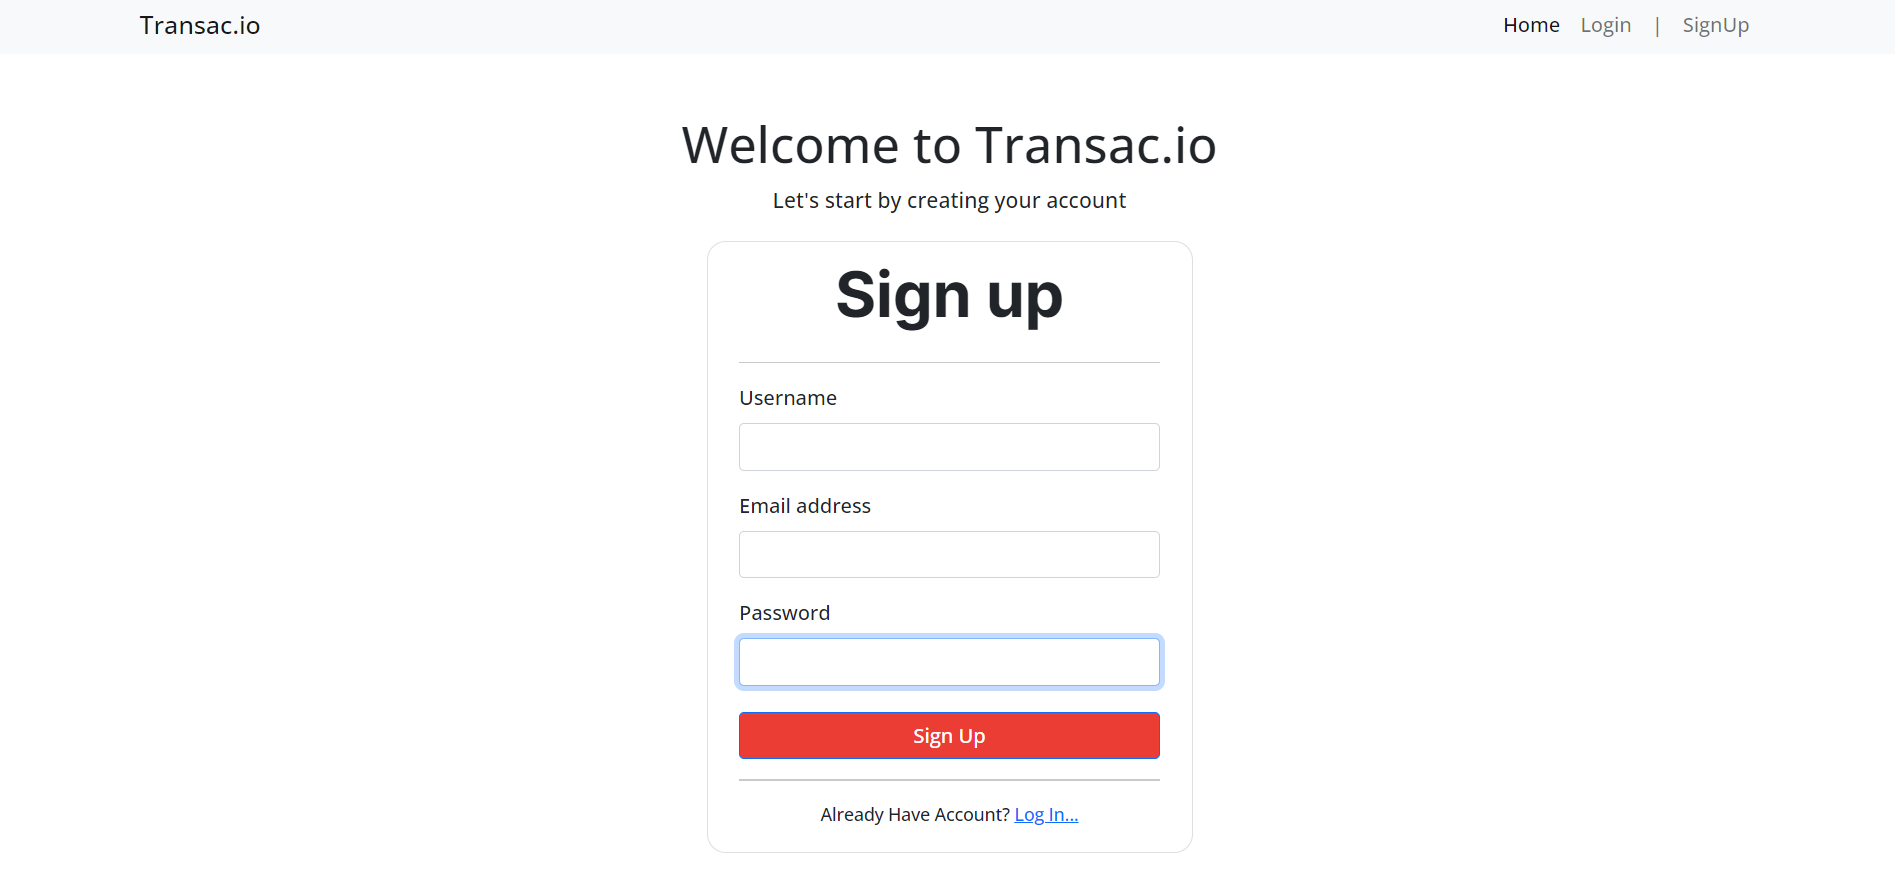 Transac.io Home Login | SignUp
Welcome to Transac.io
Let's start by creating your account
Sign up
Username
Email address
Password
Sign Up
Already Have Account? Log In...